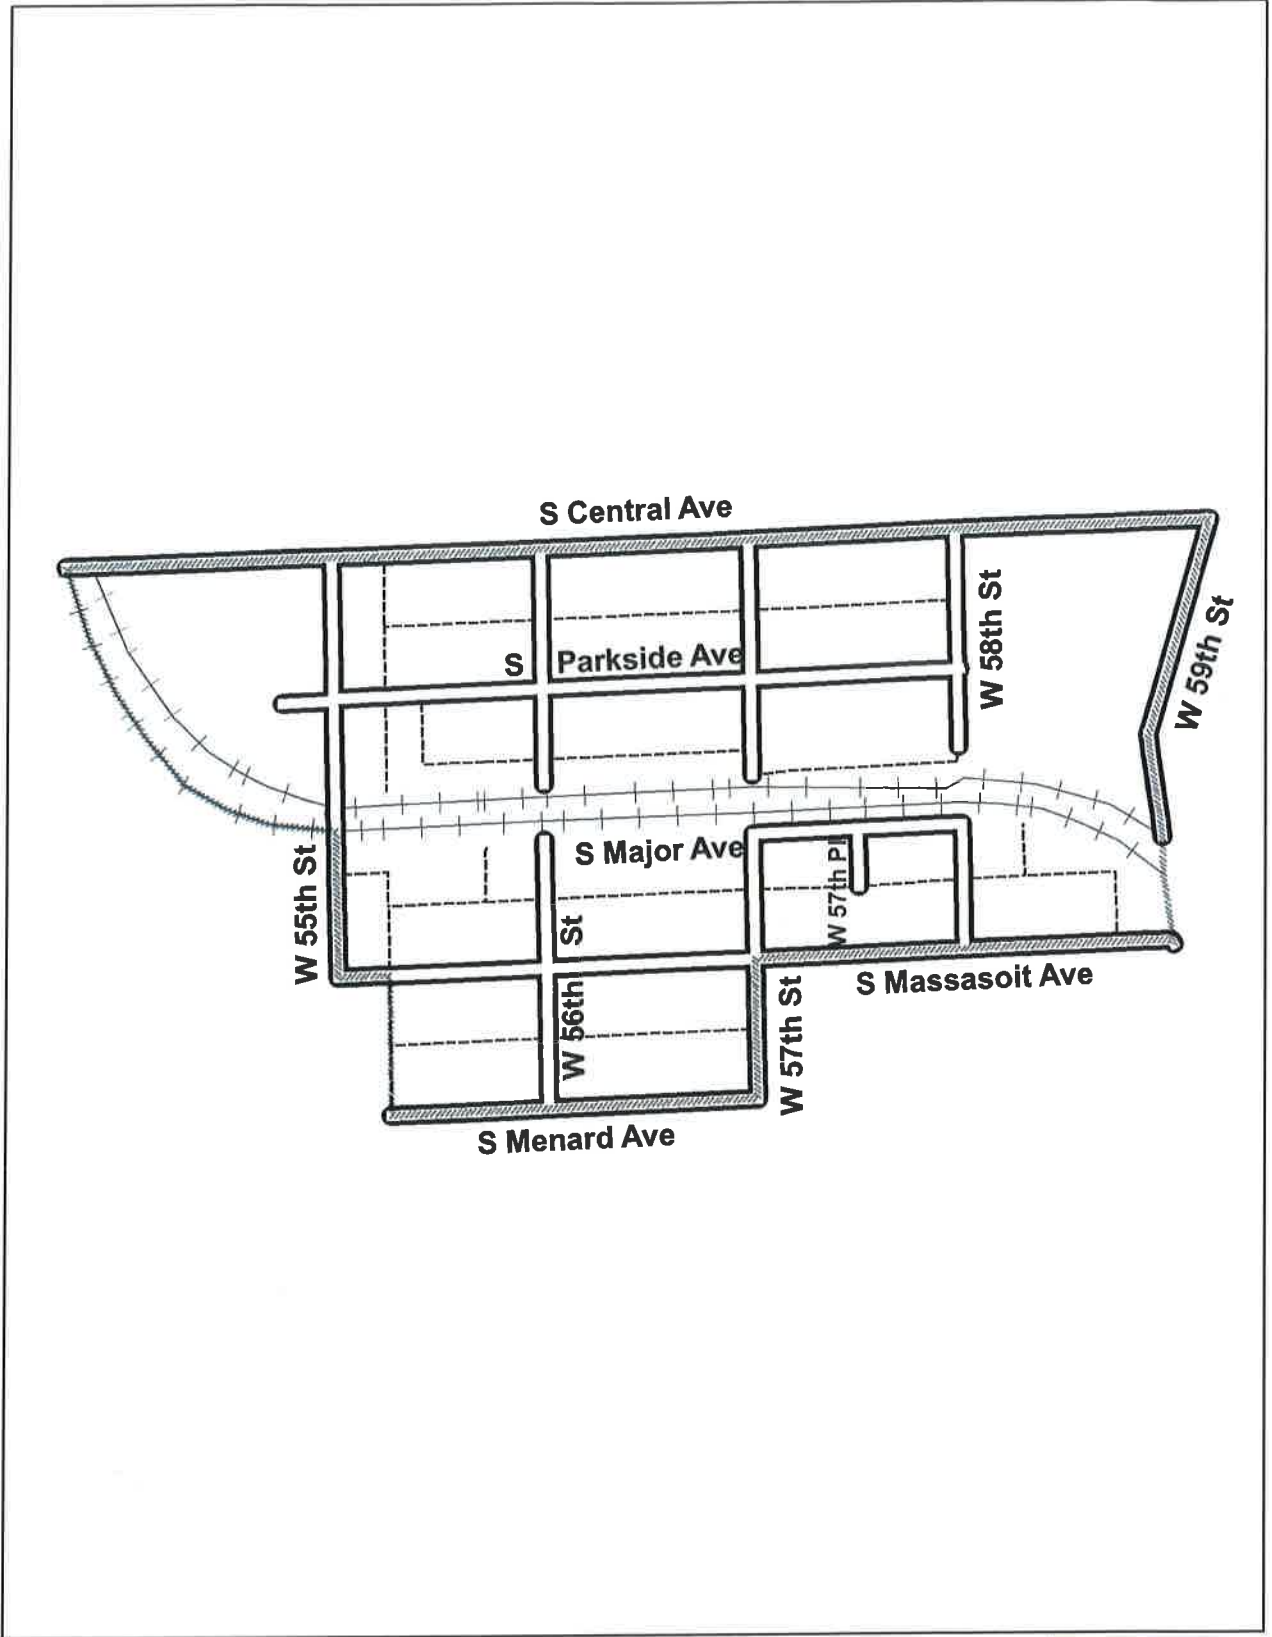 S Central Ave
W 58th St
W 59th St
S Parkside Ave
S Major Ave
W 57th Pl
W 55th St
W 56th St
S Massasoit Ave
W 57th St
S Menard Ave